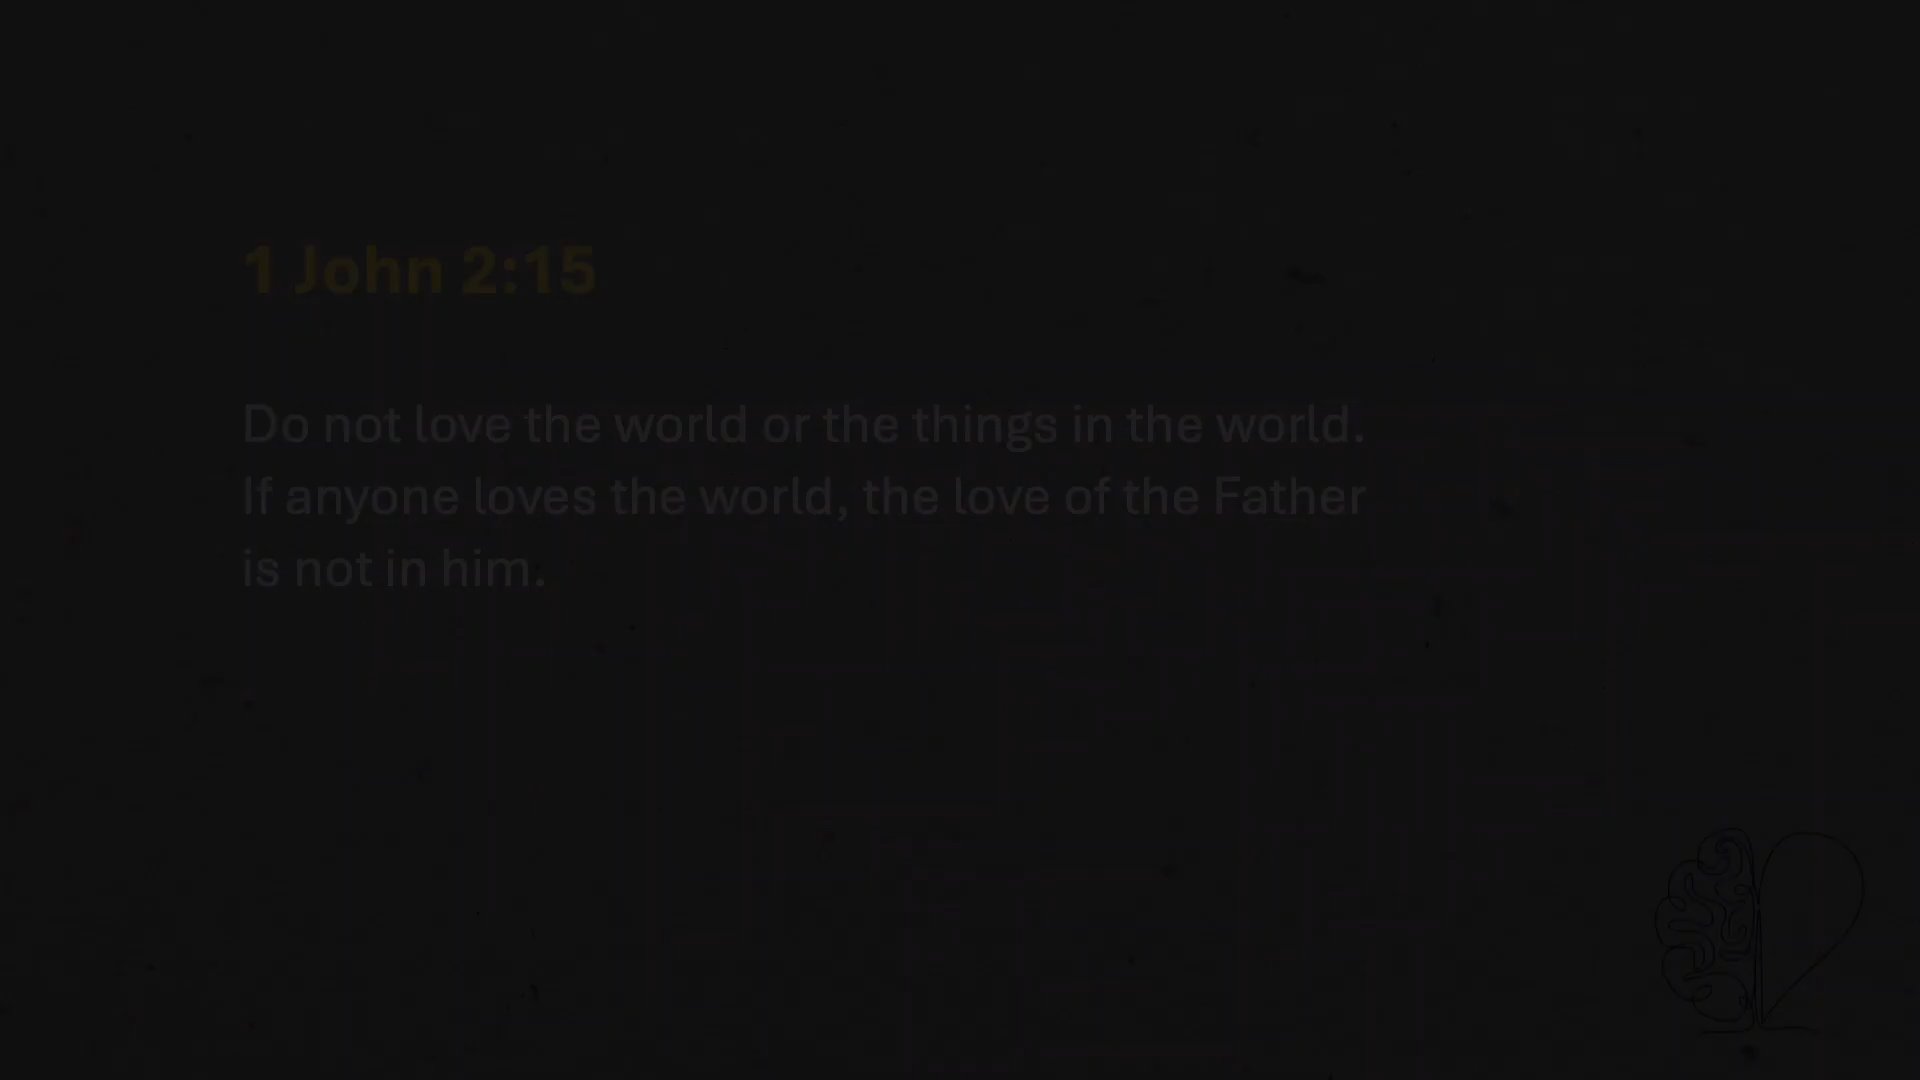 1 John 2:15
Do not love the world or the things in the world.
If anyone loves the world, the love of the Father
is not in him.